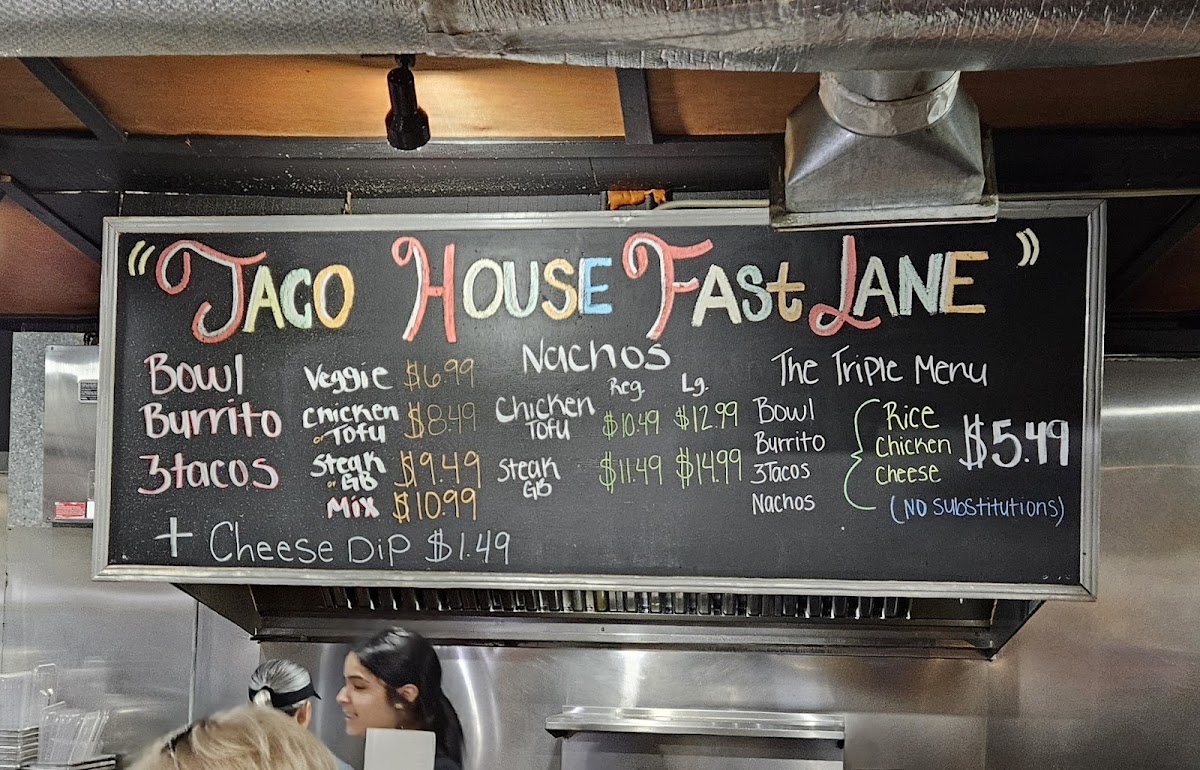 "Taco House Fast Lane"
Bowl
Burrito
3tacos
Veggie $6.99
Chicken or Tofu $8.49
Steak or GB $9.49
Mix $10.99
+ Cheese Dip $1.49
Nachos
Reg. Lg.
Chicken Tofu $10.49 $12.99
Steak GB $11.49 $14.99
The Triple Menu
Bowl
Burrito
3Tacos
Nachos
Rice
Chicken
Cheese
$5.49
(No Substitutions)